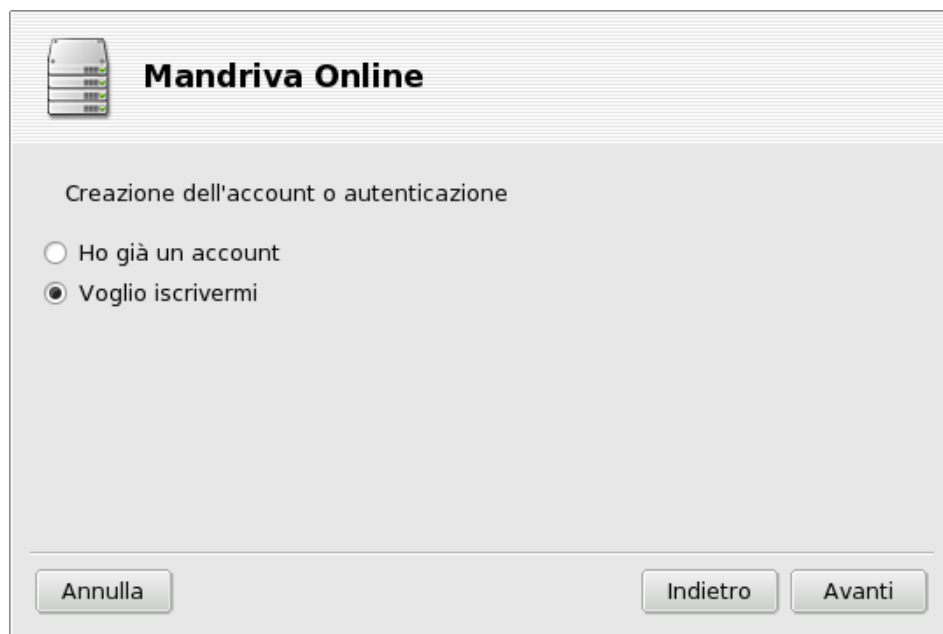 Mandriva Online
Creazione dell'account o autenticazione
Ho già un account
Voglio iscrivermi
Annulla
Indietro
Avanti